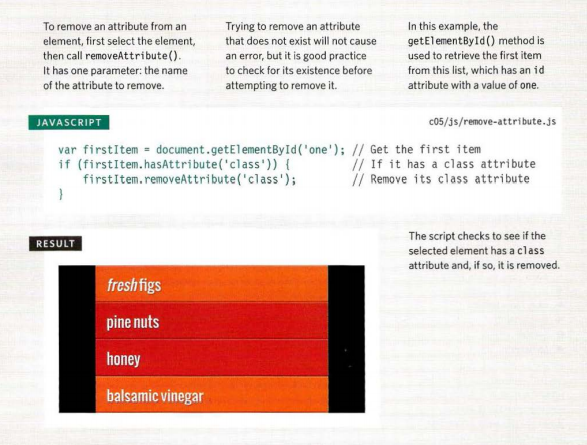 To remove an attribute from an
element, first select the element,
then call removeAttribute().
It has one parameter: the name
of the attribute to remove.
Trying to remove an attribute
that does not exist will not cause
an error, but it is good practice
to check for its existence before
attempting to remove it.
In this example, the
getElementById() method is
used to retrieve the first item
from this list, which has an id
attribute with a value of one.
JAVASCRIPT
c05/js/remove-attribute.js
var firstItem = document.getElementById('one'); // Get the first item
if (firstItem.hasAttribute('class')) { // If it has a class attribute
firstItem.removeAttribute('class'); // Remove its class attribute
}
RESULT
fresh figs
pine nuts
honey
balsamic vinegar
The script checks to see if the
selected element has a class
attribute and, if so, it is removed.